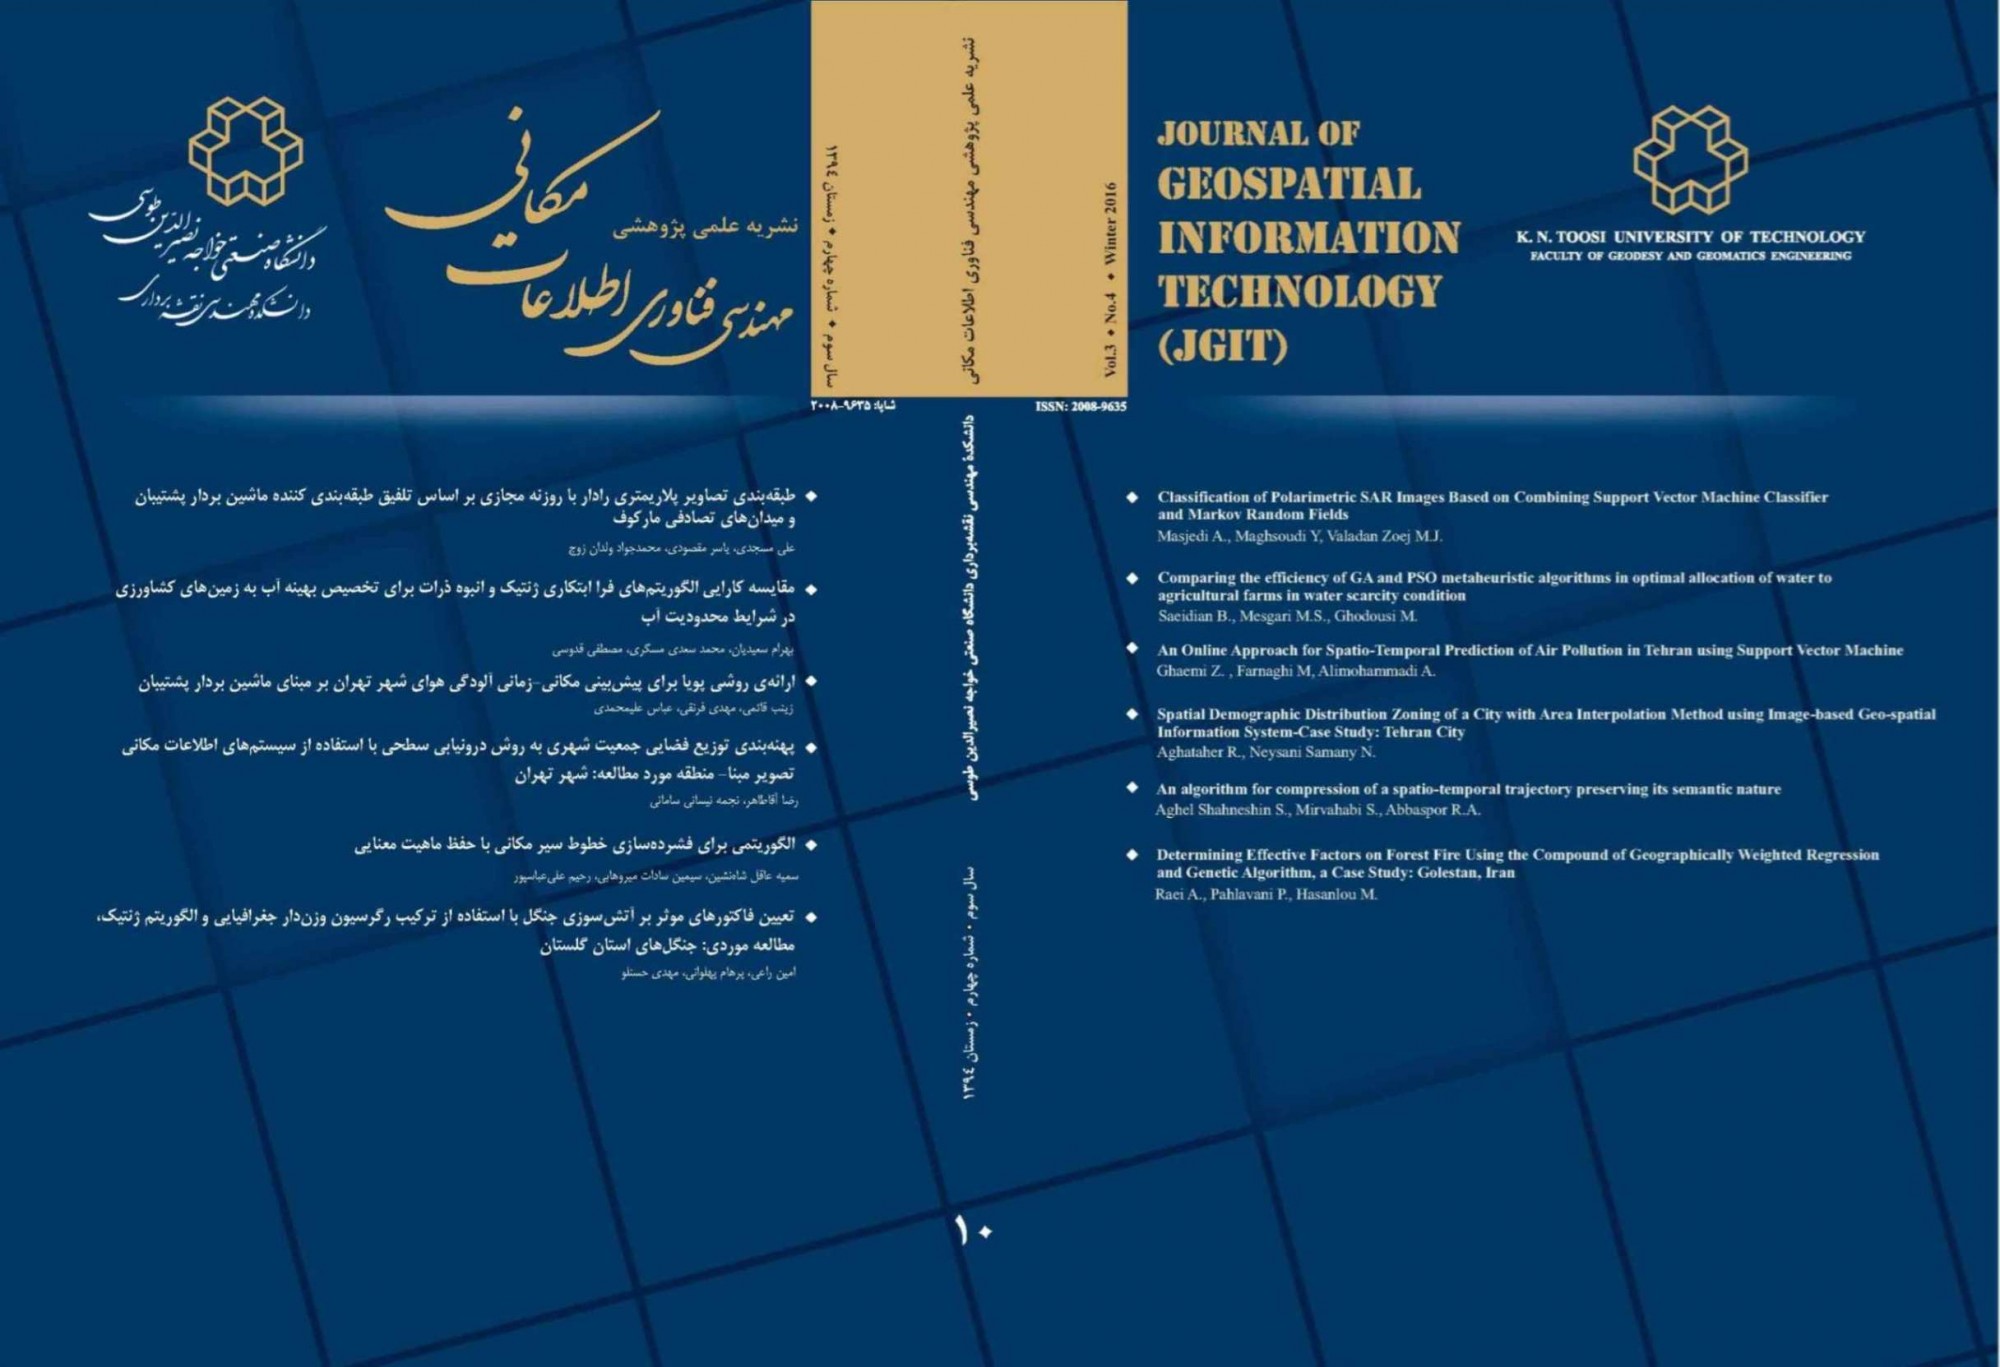 دانشگاه صنعتی خواجه نصیرالدین طوسی
دانشکده مهندسی نقشه برداری
نشریه علمی پژوهشی
مهندسی فناوری اطلاعات مکانی
طبقه‌بندی تصاویر پلاریمتری رادار با روزنه مجازی بر اساس تلفیق طبقه‌بندی کننده ماشین بردار پشتیبان
و میدان‌های تصادفی مارکوف
علی مسجدی، یاسر مقصودی، محمدجواد ولدان زوج
مقایسه کارایی الگوریتم‌های فرا ابتکاری ژنتیک و انبوه ذرات برای تخصیص بهینه آب به زمین‌های کشاورزی
در شرایط محدودیت آب
بهرام سعیدیان، محمد سعدی مسگری، مصطفی قدوسی
ارائه‌ی روشی پویا برای پیش‌بینی مکانی-زمانی آلودگی هوای شهر تهران بر مبنای ماشین بردار پشتیبان
زینب قائمی، مهدی فرنقی، عباس علیمحمدی
پهنه‌بندی توزیع فضایی جمعیت شهری به روش درونیابی سطحی با استفاده از سیستم‌های اطلاعات مکانی
تصویر مبنا- منطقه مورد مطالعه: شهر تهران
رضا آقاطاهر، نجمه نیسانی سامانی
الگوریتمی برای فشرده‌سازی خطوط سیر مکانی با حفظ ماهیت معنایی
سمیه عاقل شاه‌نشین، سیمین سادات میروهابی، رحیم علی‌عباسپور
تعیین فاکتورهای موثر بر آتش‌سوزی جنگل با استفاده از ترکیب رگرسیون وزن‌دار جغرافیایی و الگوریتم ژنتیک،
مطالعه موردی: جنگل‌های استان گلستان
امین راعی، پرهام پهلوانی، مهدی حسنلو
سال سوم ♦ شماره چهارم ♦ زمستان ۱۳۹٤
شاپا: ۹۶۳۵-۲۰۰۸
نشریه علمی پژوهشی مهندسی فناوری اطلاعات مکانی
دانشکدۀ مهندسی نقشه‌برداری دانشگاه صنعتی خواجه نصیرالدین طوسی
سال سوم • شماره چهارم • زمستان ۱۳۹٤
۱۰
Vol.3 ♦ No.4 ♦ Winter 2016
ISSN: 2008-9635
JOURNAL OF
GEOSPATIAL
INFORMATION
TECHNOLOGY
(JGIT)
K. N. TOOSI UNIVERSITY OF TECHNOLOGY
FACULTY OF GEODESY AND GEOMATICS ENGINEERING
Classification of Polarimetric SAR Images Based on Combining Support Vector Machine Classifier
and Markov Random Fields
Masjedi A., Maghsoudi Y, Valadan Zoej M.J.
Comparing the efficiency of GA and PSO metaheuristic algorithms in optimal allocation of water to
agricultural farms in water scarcity condition
Saeidian B., Mesgari M.S., Ghodousi M.
An Online Approach for Spatio-Temporal Prediction of Air Pollution in Tehran using Support Vector Machine
Ghaemi Z. , Farnaghi M, Alimohammadi A.
Spatial Demographic Distribution Zoning of a City with Area Interpolation Method using Image-based Geo-spatial
Information System-Case Study: Tehran City
Aghataher R., Neysani Samany N.
An algorithm for compression of a spatio-temporal trajectory preserving its semantic nature
Aghel Shahneshin S., Mirvahabi S., Abbaspor R.A.
Determining Effective Factors on Forest Fire Using the Compound of Geographically Weighted Regression
and Genetic Algorithm, a Case Study: Golestan, Iran
Raei A., Pahlavani P., Hasanlou M.